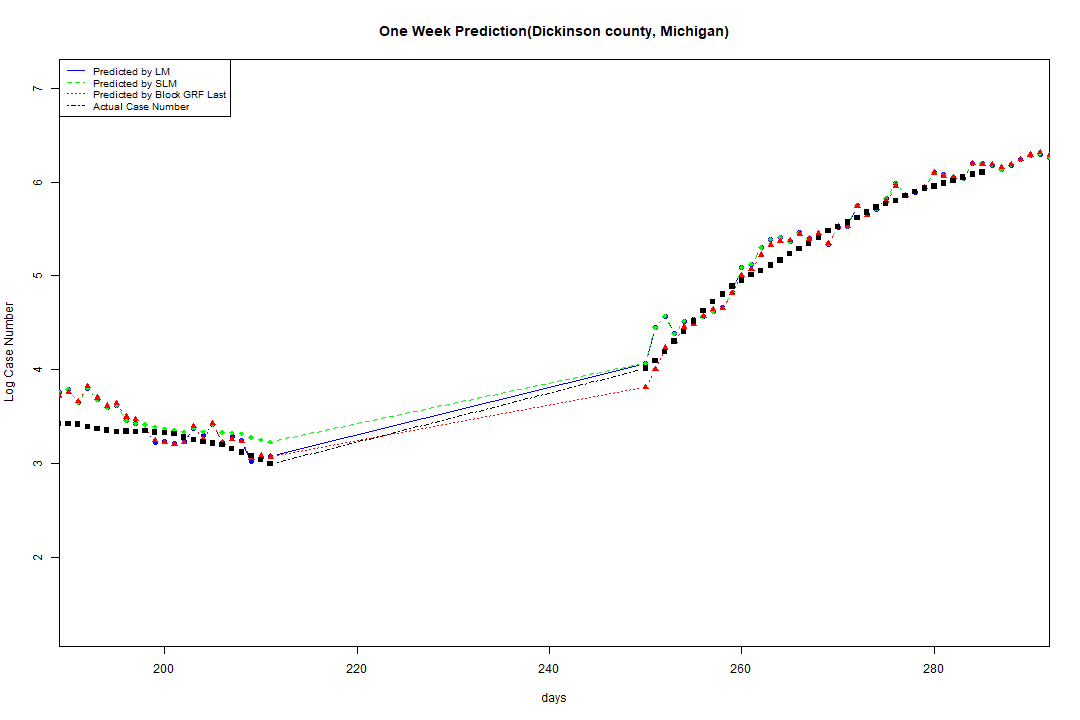 One Week Prediction(Dickinson county, Michigan)
Predicted by LM
Predicted by SLM
Predicted by Block GRF Last
Actual Case Number
7
6
5
4
3
2
Log Case Number
200 220 240 260 280
days